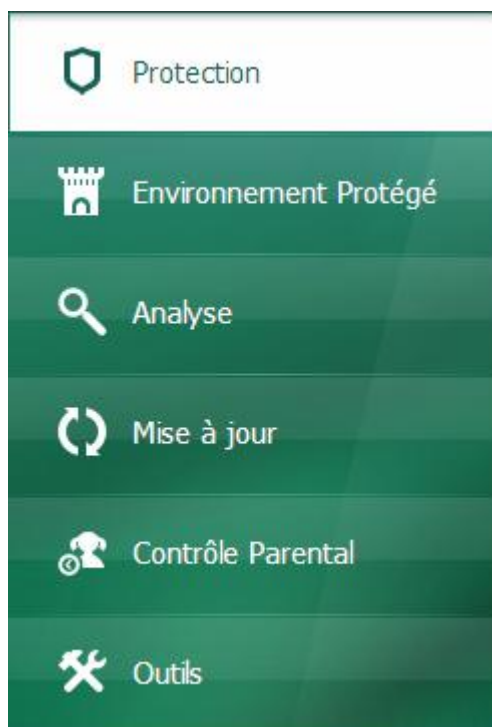 Protection
Environnement Protégé
Analyse
Mise à jour
Contrôle Parental
Outils